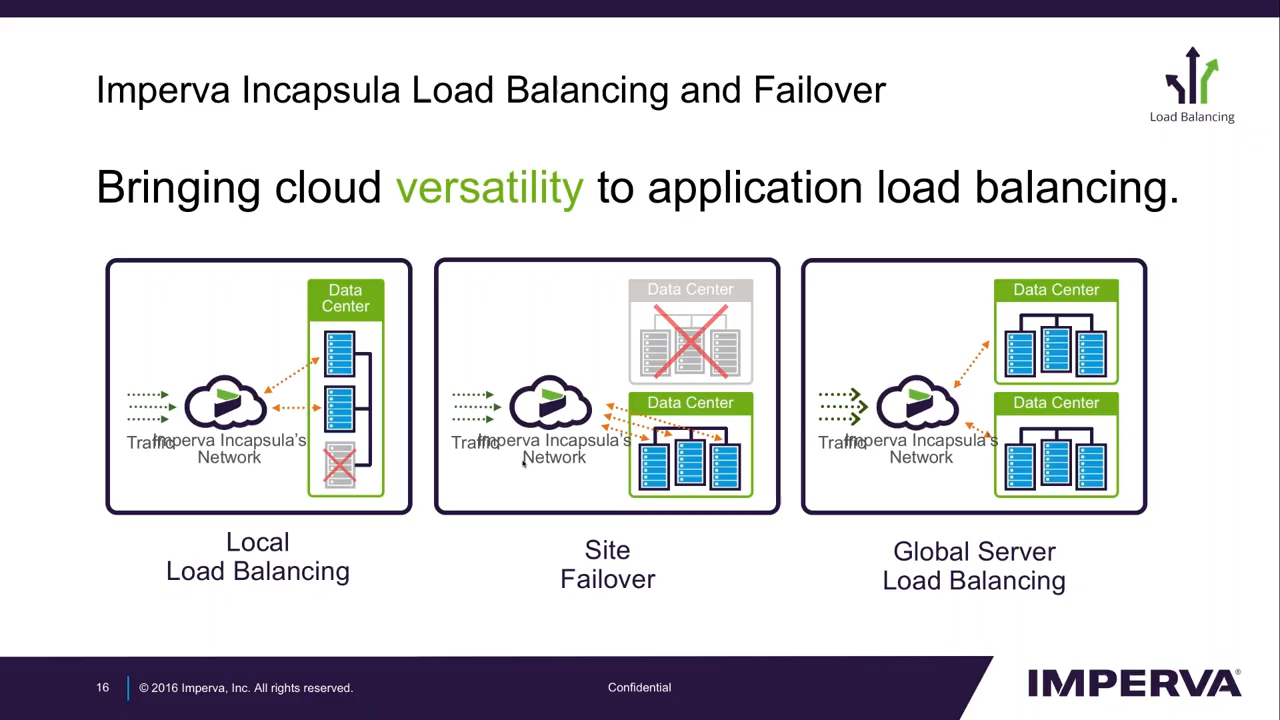 Imperva Incapsula Load Balancing and Failover
Load Balancing
Bringing cloud versatility to application load balancing.
Data
Center
Traffic
Imperva Incapsula's
Network
Local
Load Balancing
Data Center
Data Center
Traffic
Imperva Incapsula's
Network
Site
Failover
Data Center
Data Center
Traffic
Imperva Incapsula's
Network
Global Server
Load Balancing
16
© 2016 Imperva, Inc. All rights reserved.
Confidential
IMPERVA®